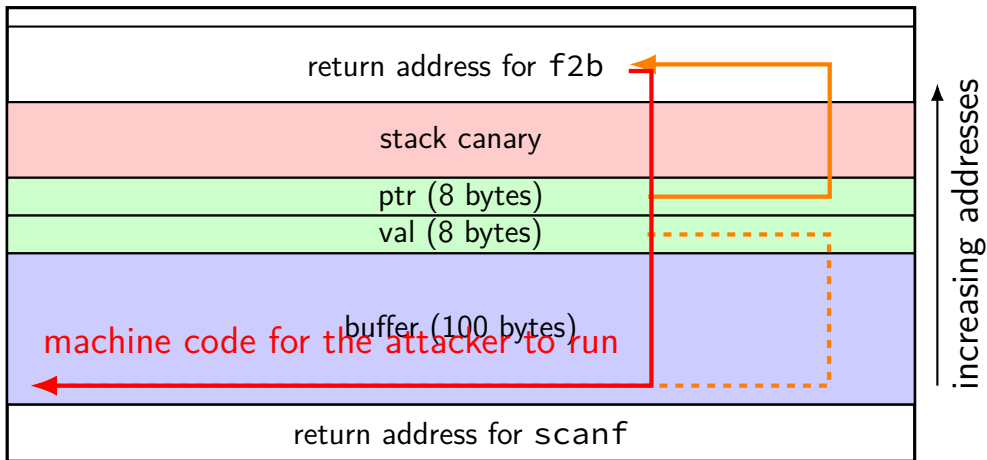 return address for f2b
stack canary
ptr (8 bytes)
val (8 bytes)
buffer (100 bytes)
machine code for the attacker to run
return address for scanf
increasing addresses